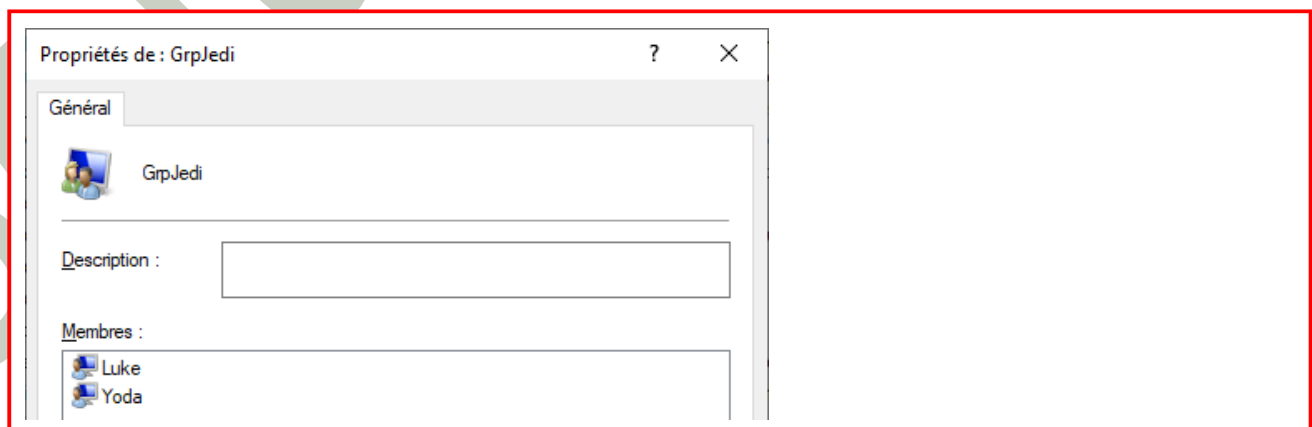 Propriétés de : GrpJedi ? ×
Général
GrpJedi
Description :
Membres :
Luke
Yoda